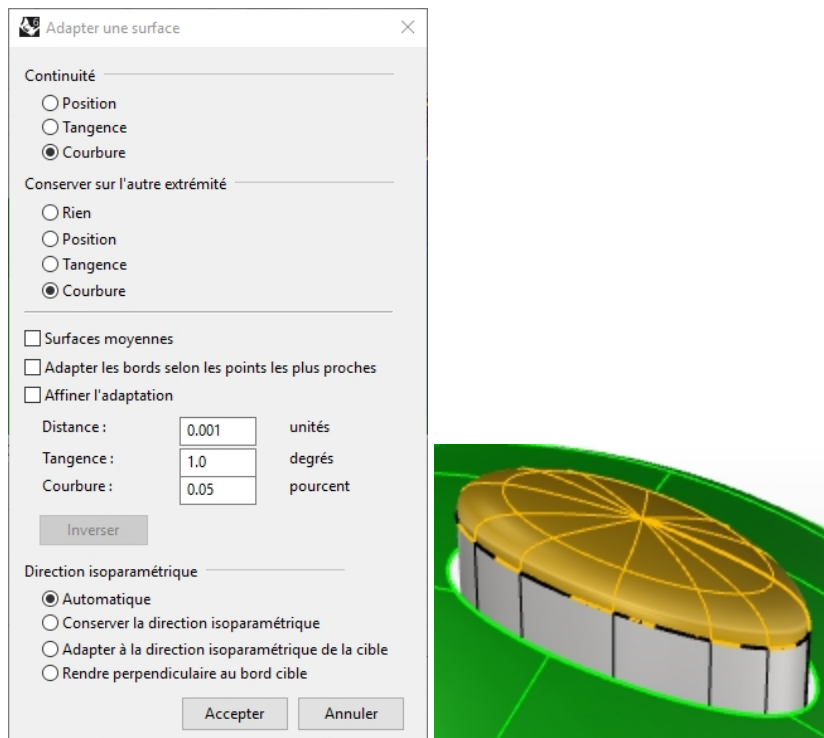 Adapter une surface
Continuité
Position
Tangence
Courbure
Conserver sur l'autre extrémité
Rien
Position
Tangence
Courbure
Surfaces moyennes
Adapter les bords selon les points les plus proches
Affiner l'adaptation
Distance : 0.001 unités
Tangence : 1.0 degrés
Courbure : 0.05 pourcent
Inverser
Direction isoparamétrique
Automatique
Conserver la direction isoparamétrique
Adapter à la direction isoparamétrique de la cible
Rendre perpendiculaire au bord cible
Accepter Annuler